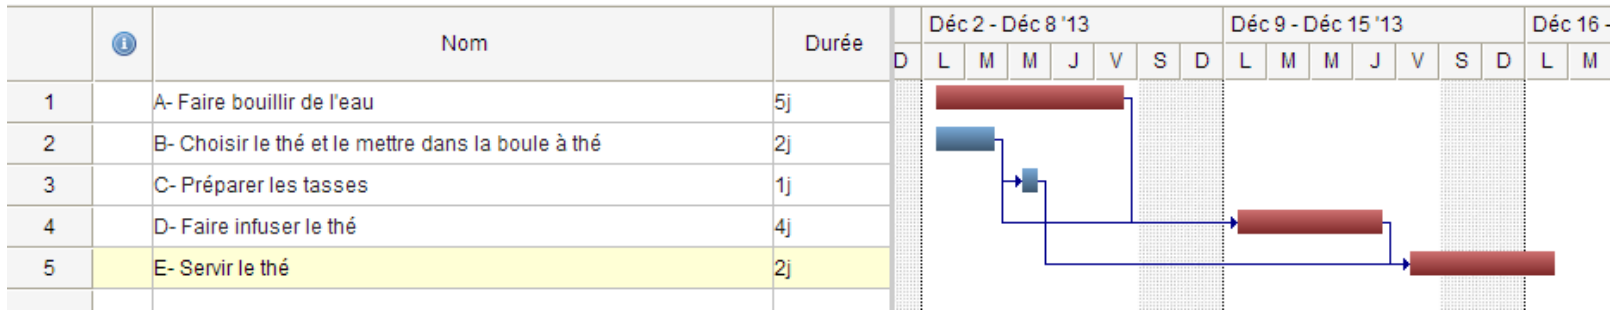 Nom Durée Déc 2 - Déc 8 '13 Déc 9 - Déc 15 '13 Déc 16 -
D L M M J V S D L M M J V S D L M
1 A- Faire bouillir de l'eau 5j
2 B- Choisir le thé et le mettre dans la boule à thé 2j
3 C- Préparer les tasses 1j
4 D- Faire infuser le thé 4j
5 E- Servir le thé 2j